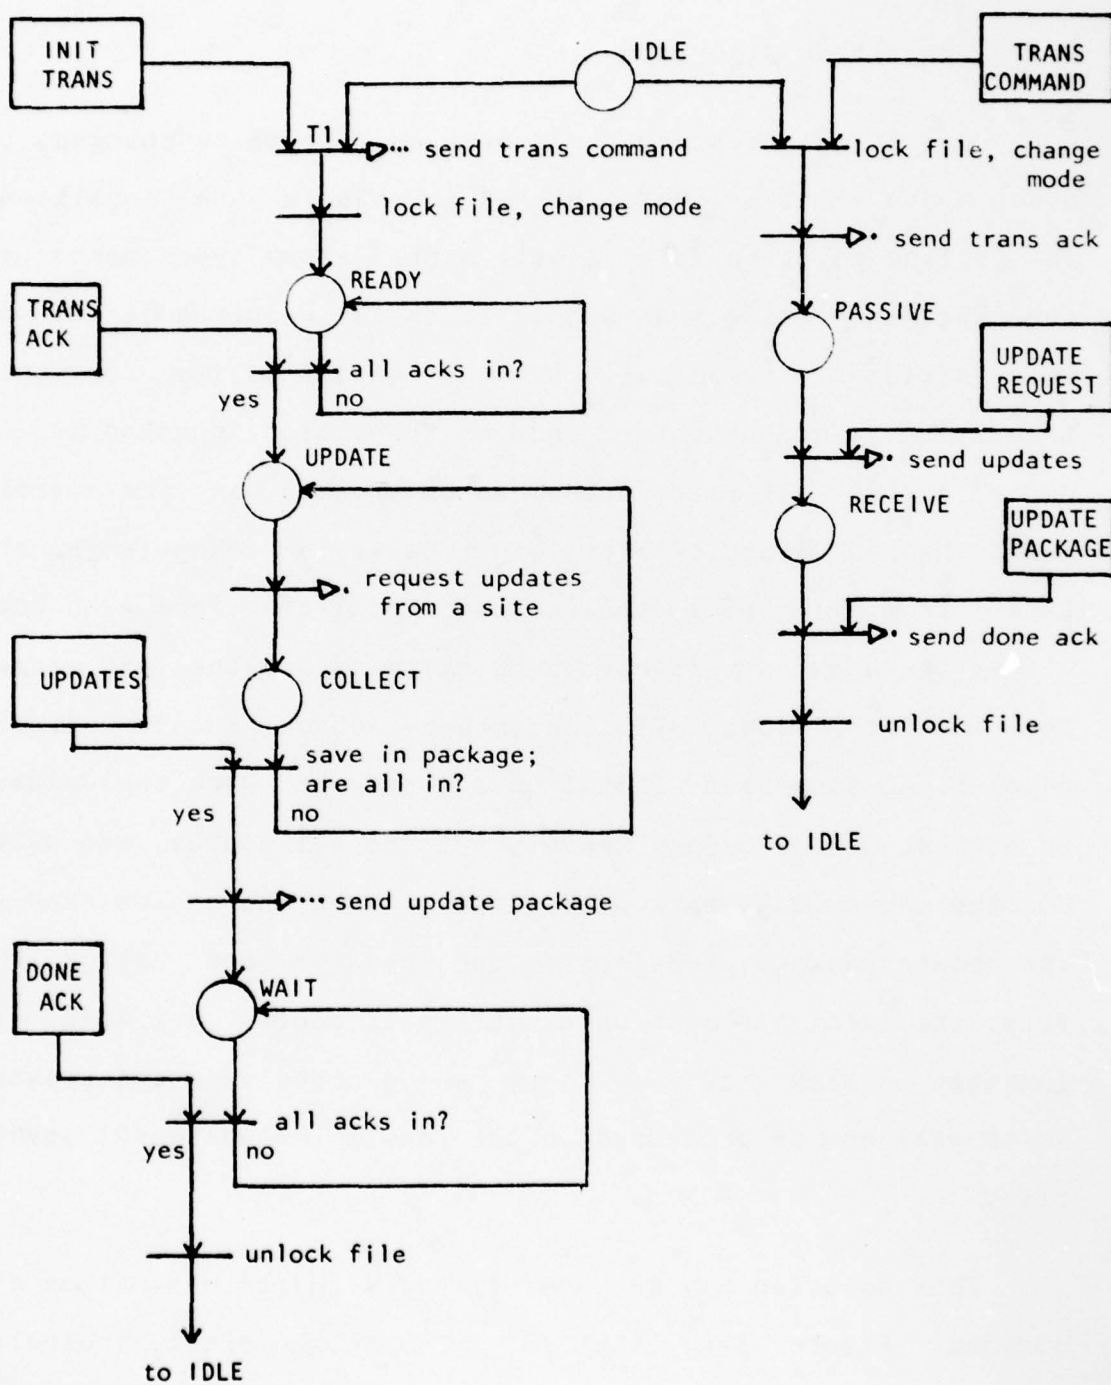 INIT
TRANS
IDLE
TRANS
COMMAND
T1
send trans command
lock file, change
mode
lock file, change mode
send trans ack
READY
TRANS
ACK
PASSIVE
UPDATE
REQUEST
all acks in?
yes
no
UPDATE
send updates
RECEIVE
UPDATE
PACKAGE
request updates
from a site
send done ack
UPDATES
COLLECT
unlock file
save in package;
are all in?
yes
no
to IDLE
send update package
DONE
ACK
WAIT
all acks in?
yes
no
unlock file
to IDLE